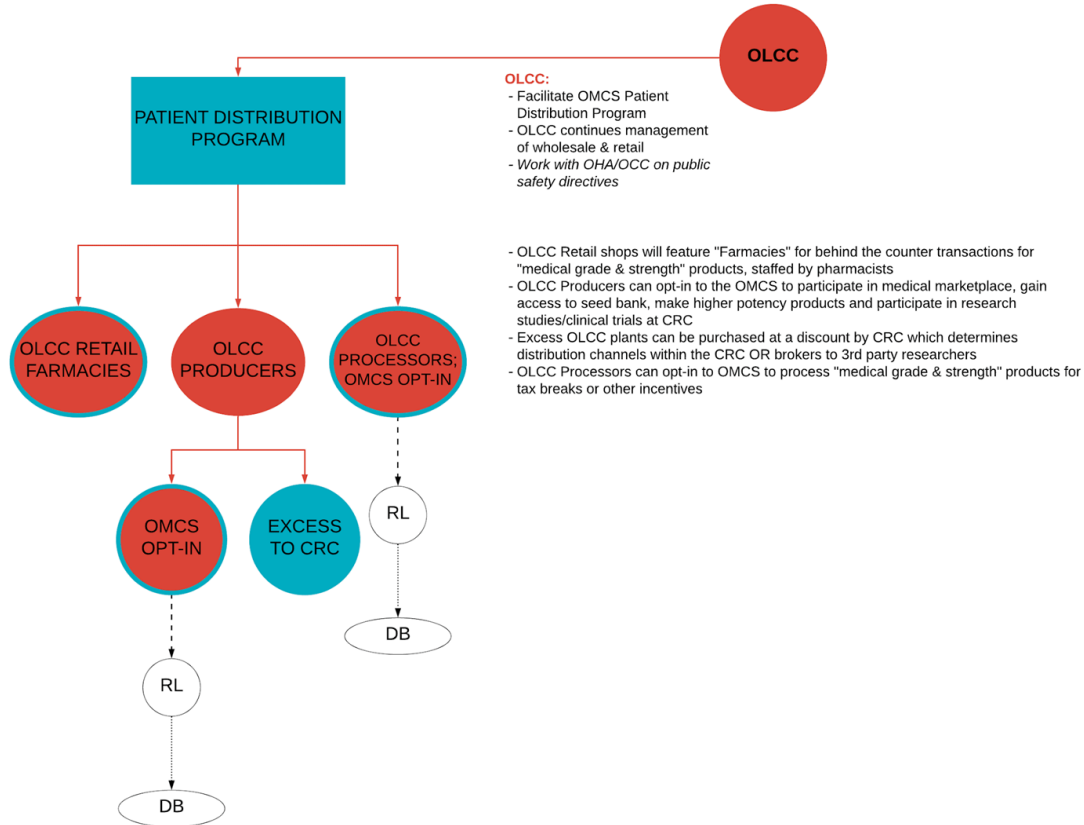 OLCC
OLCC:
- Facilitate OMCS Patient
Distribution Program
- OLCC continues management
of wholesale & retail
- Work with OHA/OCC on public
safety directives
PATIENT DISTRIBUTION
PROGRAM
- OLCC Retail shops will feature "Farmacies" for behind the counter transactions for
"medical grade & strength" products, staffed by pharmacists
- OLCC Producers can opt-in to the OMCS to participate in medical marketplace, gain
access to seed bank, make higher potency products and participate in research
studies/clinical trials at CRC
- Excess OLCC plants can be purchased at a discount by CRC which determines
distribution channels within the CRC OR brokers to 3rd party researchers
- OLCC Processors can opt-in to OMCS to process "medical grade & strength" products for
tax breaks or other incentives
OLCC RETAIL
FARMACIES
OLCC
PRODUCERS
OLCC
PROCESSORS;
OMCS OPT-IN
OMCS
OPT-IN
EXCESS
TO CRC
RL
DB
RL
DB